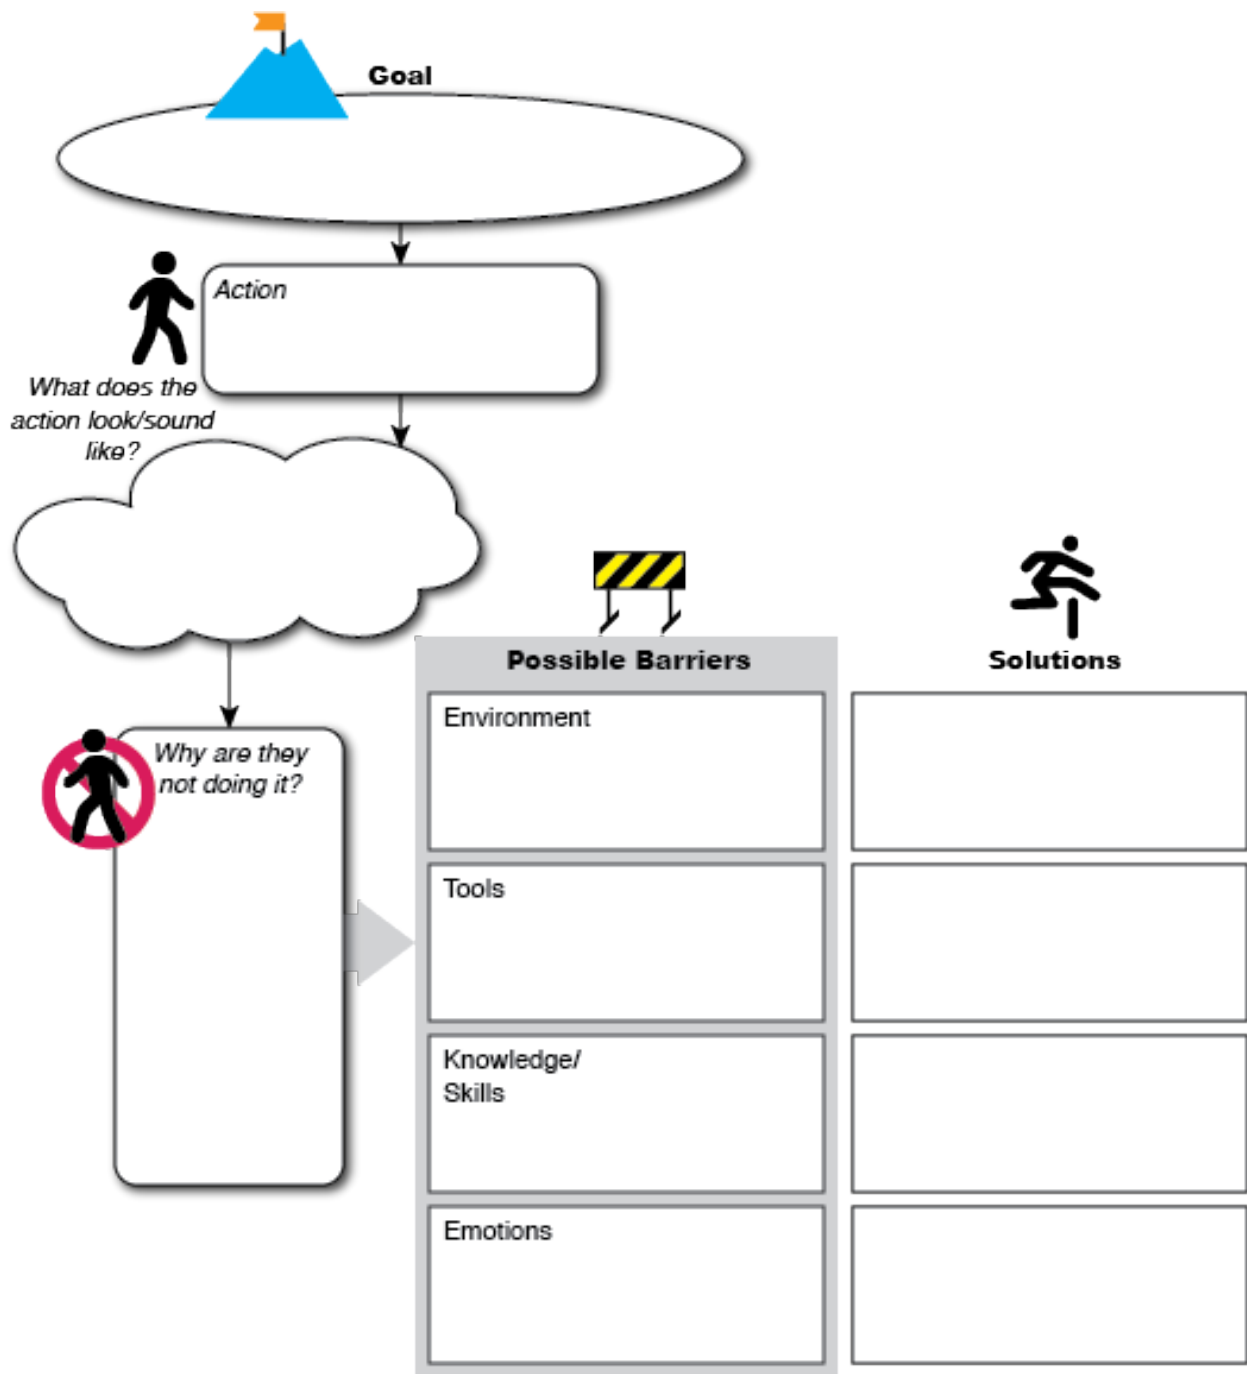 Goal
Action
What does the
action look/sound
like?
Why are they
not doing it?
Possible Barriers
Solutions
Environment
Tools
Knowledge/
Skills
Emotions